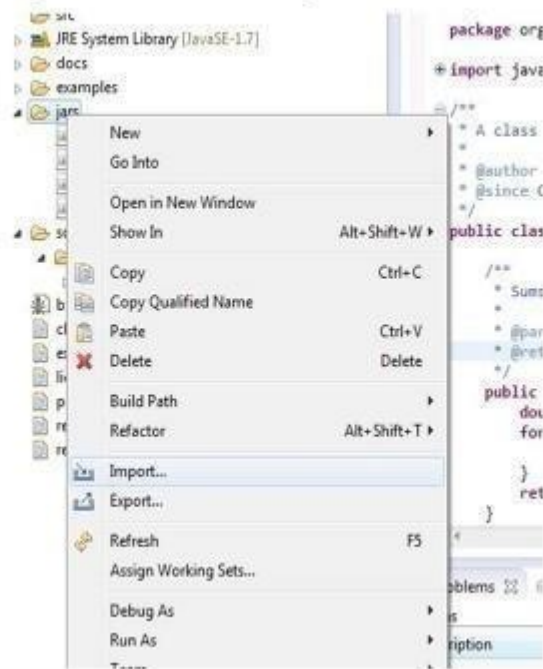 src
JRE System Library [JavaSE-1.7]
docs
examples
jars
New
Go Into
Open in New Window
Show In Alt+Shift+W
Copy Ctrl+C
Copy Qualified Name
Paste Ctrl+V
Delete Delete
Build Path
Refactor Alt+Shift+T
Import...
Export...
Refresh F5
Assign Working Sets...
Debug As
Run As
Team
package org
import java
/**
* A class
*
* @author
* @since
*/
public clas
/**
* Sums
*
* @par
* @ret
*/
public
dou
for
}
ret
}
oblems
ription